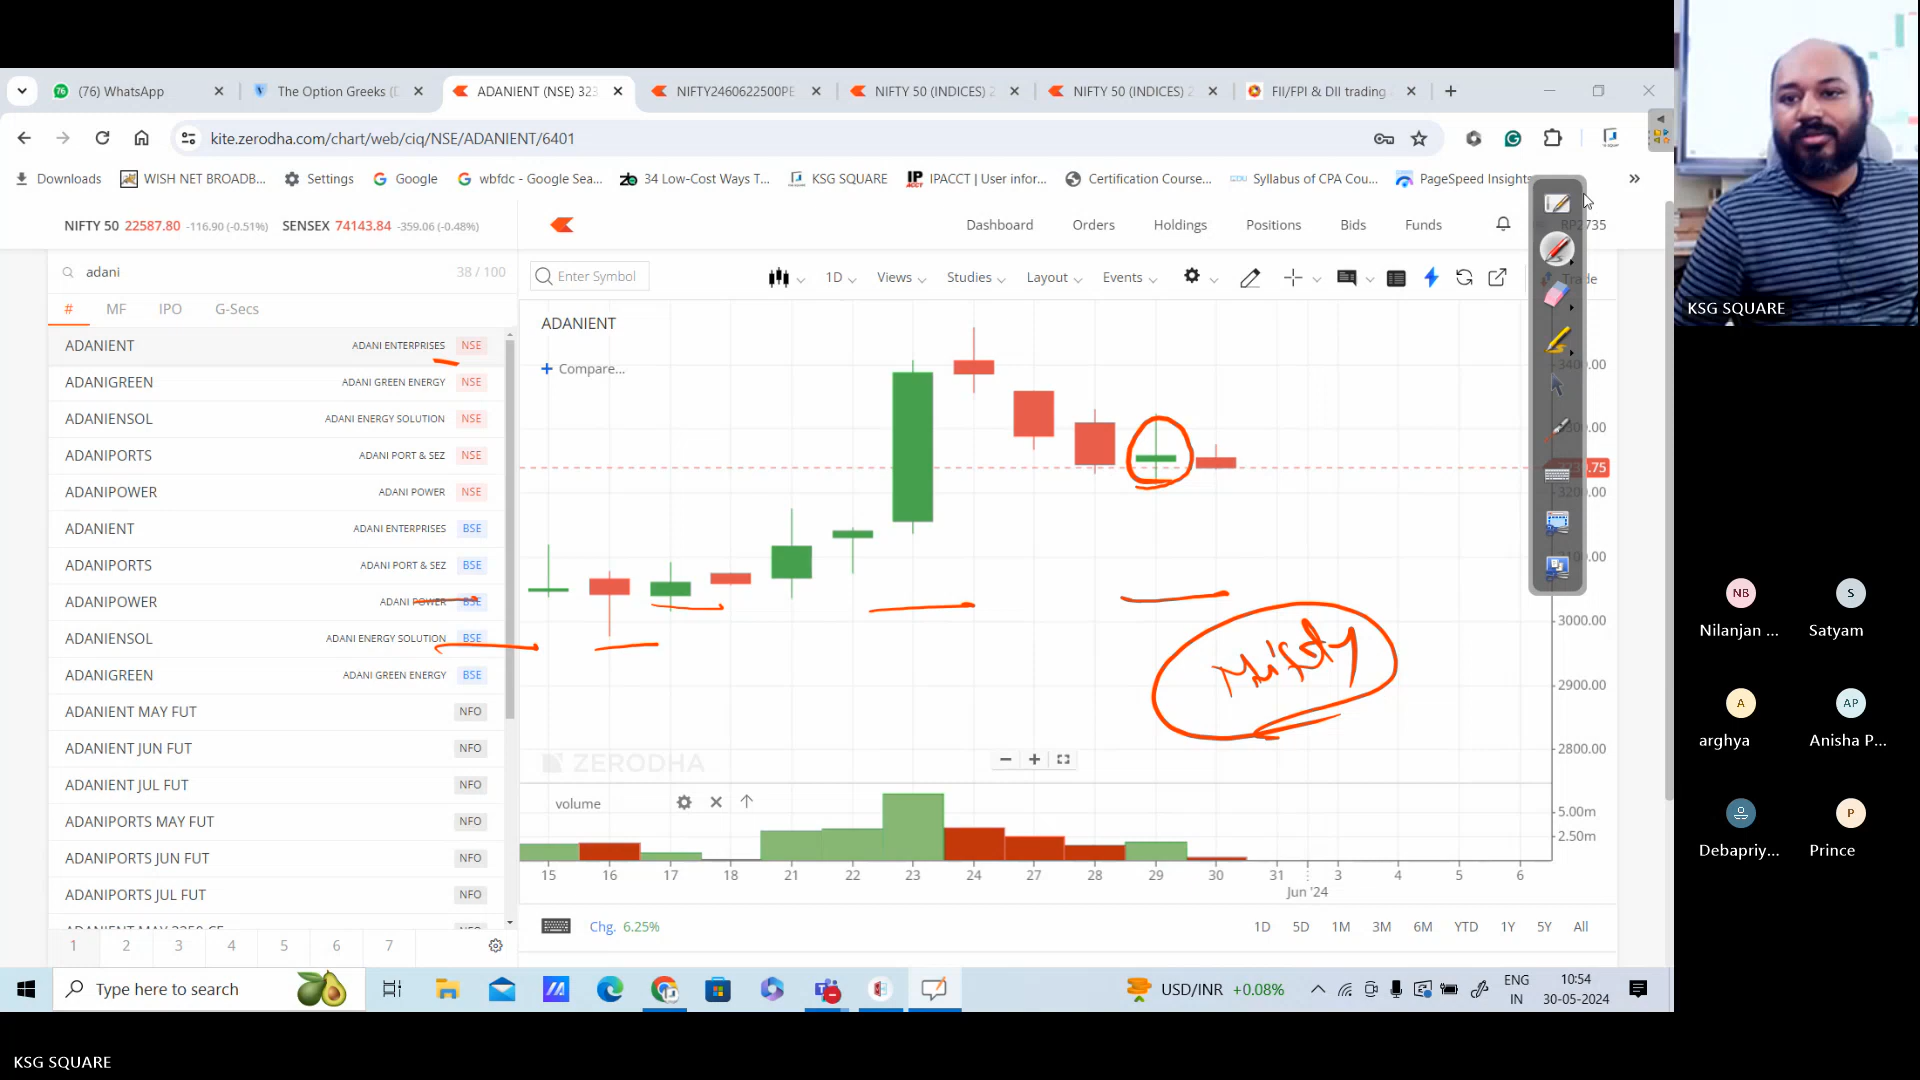 (76) WhatsApp
The Option Greeks (D
ADANIENT (NSE) 323
NIFTY2460622500PE
NIFTY 50 (INDICES) 2
NIFTY 50 (INDICES) 2
FII/FPI & DII trading
kite.zerodha.com/chart/web/ciq/NSE/ADANIENT/6401
Downloads
WISH NET BROADB...
Settings
Google
wbfdc - Google Sea...
34 Low-Cost Ways T...
KSG SQUARE
IPACCT | User infor...
Certification Course...
Syllabus of CPA Cou...
PageSpeed Insights
NIFTY 50 22587.80 -116.90 (-0.51%) SENSEX 74143.84 -359.06 (-0.48%)
Dashboard Orders Holdings Positions Bids Funds
adani 38 / 100
# MF IPO G-Secs
ADANIENT ADANI ENTERPRISES NSE
ADANIGREEN ADANI GREEN ENERGY NSE
ADANIENSOL ADANI ENERGY SOLUTION NSE
ADANIPORTS ADANI PORT & SEZ NSE
ADANIPOWER ADANI POWER NSE
ADANIENT ADANI ENTERPRISES BSE
ADANIPORTS ADANI PORT & SEZ BSE
ADANIPOWER ADANI POWER BSE
ADANIENSOL ADANI ENERGY SOLUTION BSE
ADANIGREEN ADANI GREEN ENERGY BSE
ADANIENT MAY FUT NFO
ADANIENT JUN FUT NFO
ADANIENT JUL FUT NFO
ADANIPORTS MAY FUT NFO
ADANIPORTS JUN FUT NFO
ADANIPORTS JUL FUT NFO
1 2 3 4 5 6 7
Enter Symbol
1D Views Studies Layout Events
ADANIENT
Compare...
3000.00
2900.00
2800.00
ZERODHA
volume
5.00m
2.50m
15 16 17 18 21 22 23 24 27 28 29 30 31 3 4 5 6
Jun '24
Chg. 6.25%
1D 5D 1M 3M 6M YTD 1Y 5Y All
Type here to search
USD/INR +0.08%
ENG
IN
10:54
30-05-2024
KSG SQUARE
NB
Nilanjan ...
S
Satyam
A
arghya
AP
Anisha P...
Debapriy...
P
Prince
KSG SQUARE